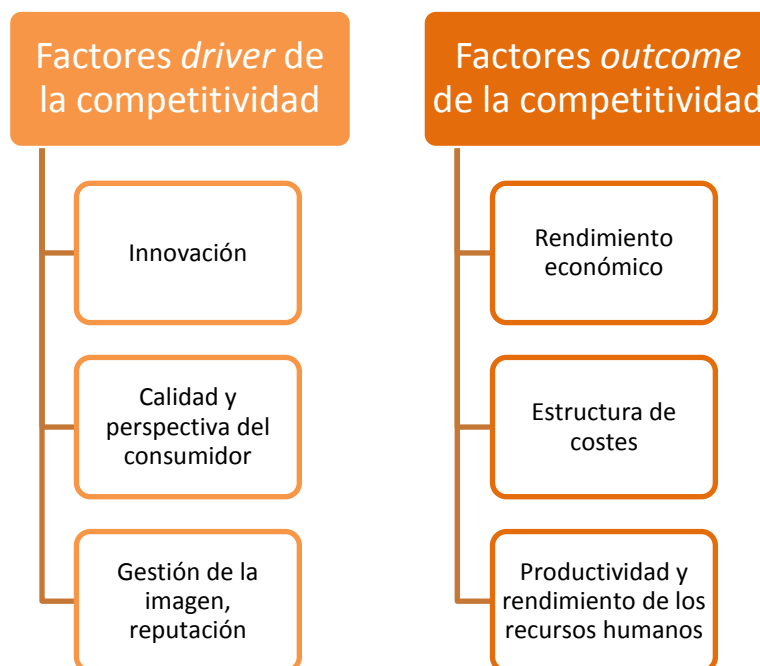 Factores driver de
la competitividad
Innovación
Calidad y
perspectiva del
consumidor
Gestión de la
imagen,
reputación
Factores outcome
de la competitividad
Rendimiento
económico
Estructura de
costes
Productividad y
rendimiento de los
recursos humanos